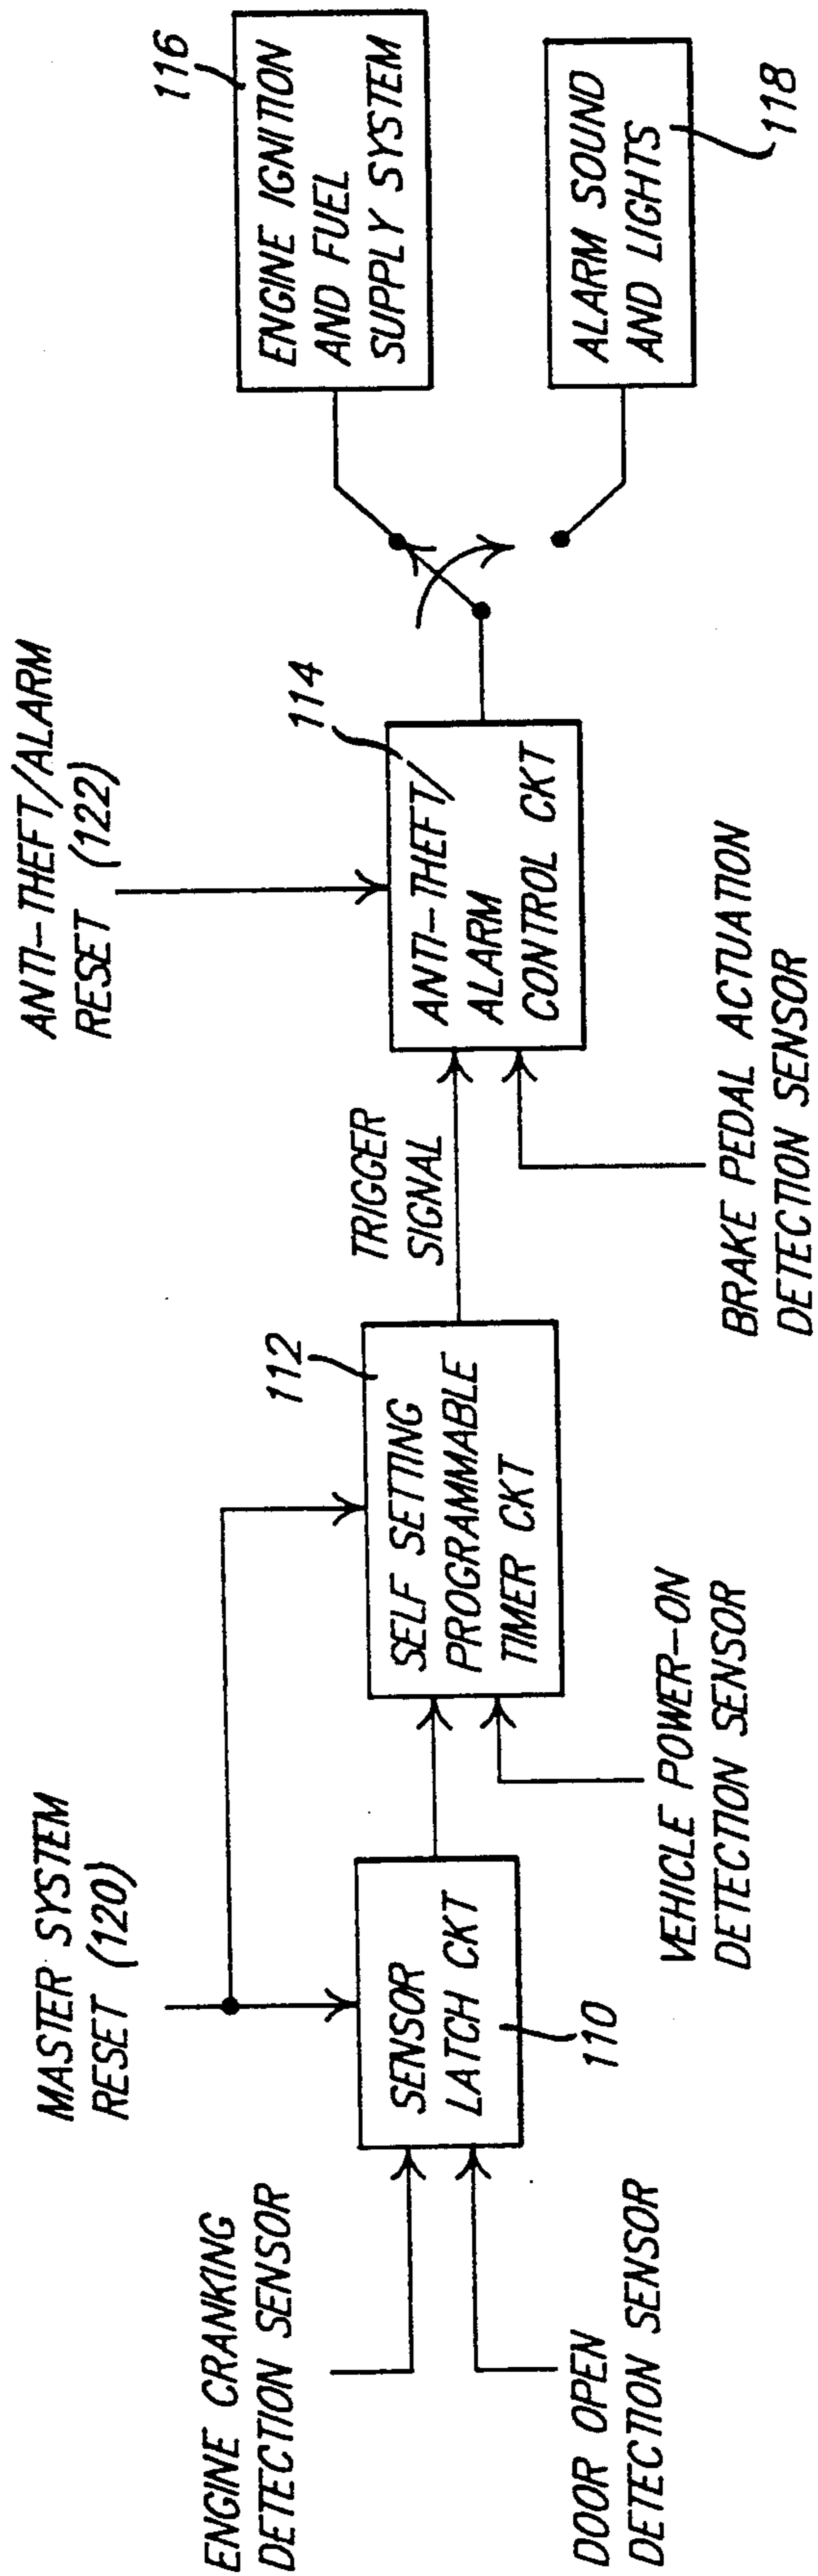 ENGINE CRANKING
DETECTION SENSOR
DOOR OPEN
DETECTION SENSOR
MASTER SYSTEM
RESET (120)
SENSOR
LATCH CKT
110
VEHICLE POWER-ON
DETECTION SENSOR
112
SELF SETTING
PROGRAMMABLE
TIMER CKT
TRIGGER
SIGNAL
BRAKE PEDAL ACTUATION
DETECTION SENSOR
ANTI-THEFT/ALARM
RESET (122)
114
ANTI-THEFT/
ALARM
CONTROL CKT
116
ENGINE IGNITION
AND FUEL
SUPPLY SYSTEM
ALARM SOUND
AND LIGHTS
118